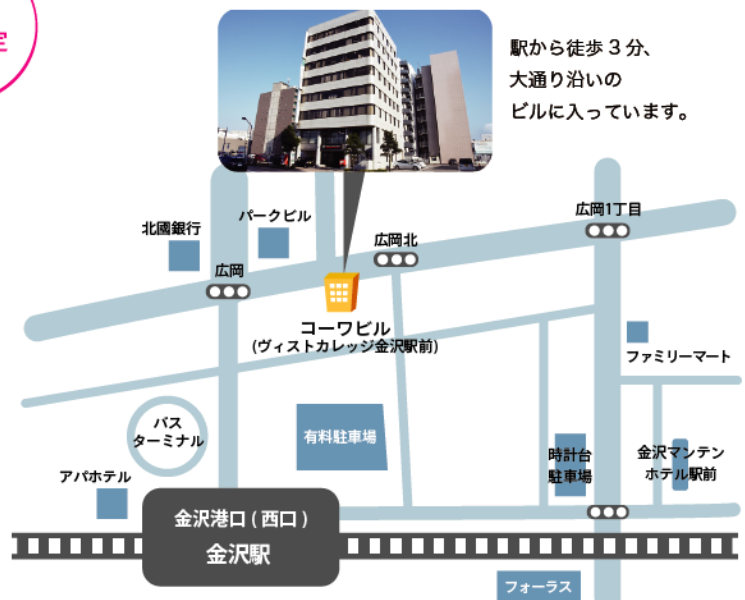 定
駅から徒歩3分、
大通り沿いの
ビルに入っています。
広岡1丁目
パークビル
北國銀行
広岡北
広岡
コーワビル
(ヴィストカレッジ金沢駅前)
ファミリーマート
バス
ターミナル
有料駐車場
時計台
駐車場
金沢マンテン
ホテル駅前
アパホテル
金沢港口(西口)
金沢駅
フォーラス